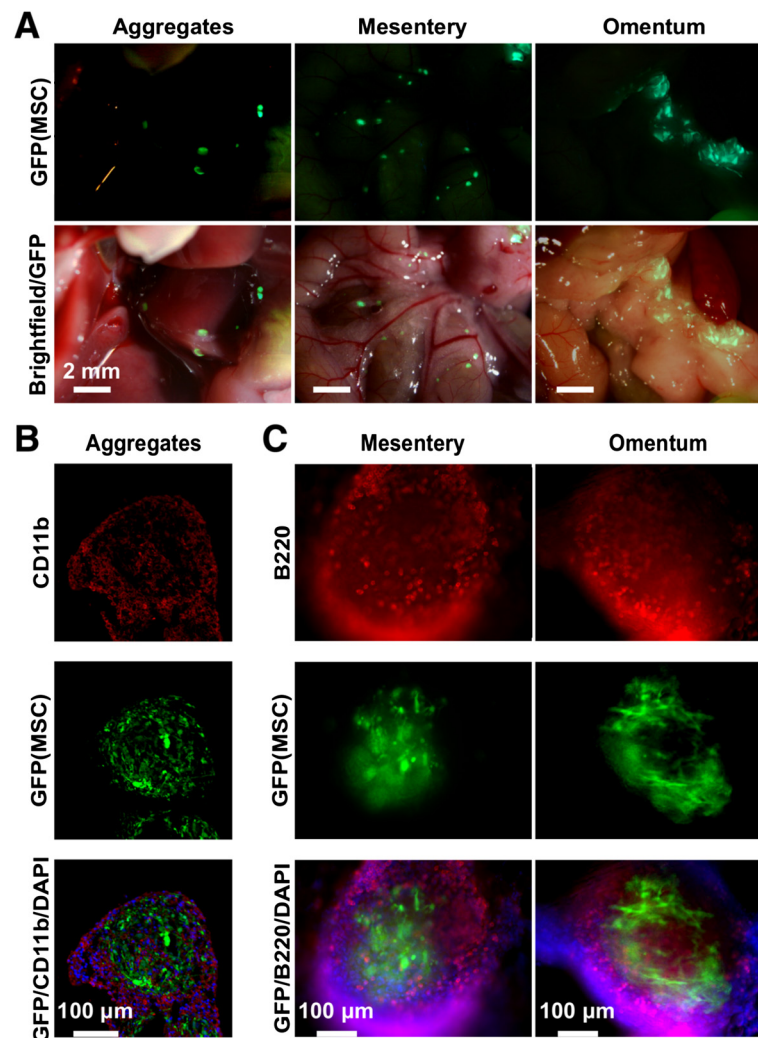 A
Aggregates
Mesentery
Omentum
GFP(MSC)
Brightfield/GFP
2 mm
B
Aggregates
C
Mesentery
Omentum
CD11b
B220
GFP(MSC)
GFP(MSC)
GFP/CD11b/DAPI
GFP/B220/DAPI
100 µm
100 µm
100 µm